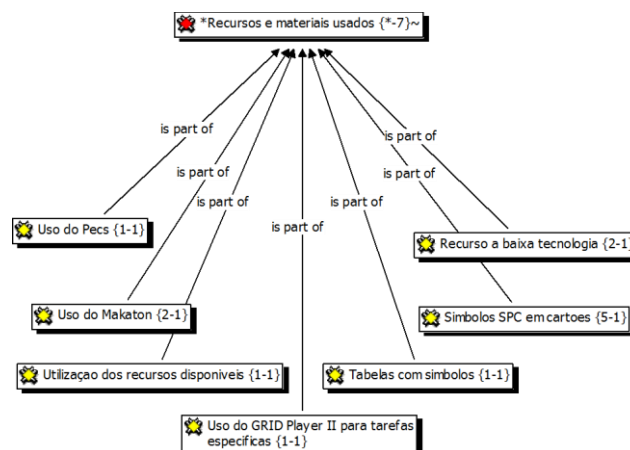 *Recursos e materiais usados {*-7}~
is part of
is part of
is part of
is part of
is part of
is part of
is part of
Uso do Pecs {1-1}
Recurso a baixa tecnologia {2-1}
Uso do Makaton {2-1}
Simbolos SPC em cartoes {5-1}
Utilizaçao dos recursos disponiveis {1-1}
Tabelas com simbolos {1-1}
Uso do GRID Player II para tarefas
especificas {1-1}